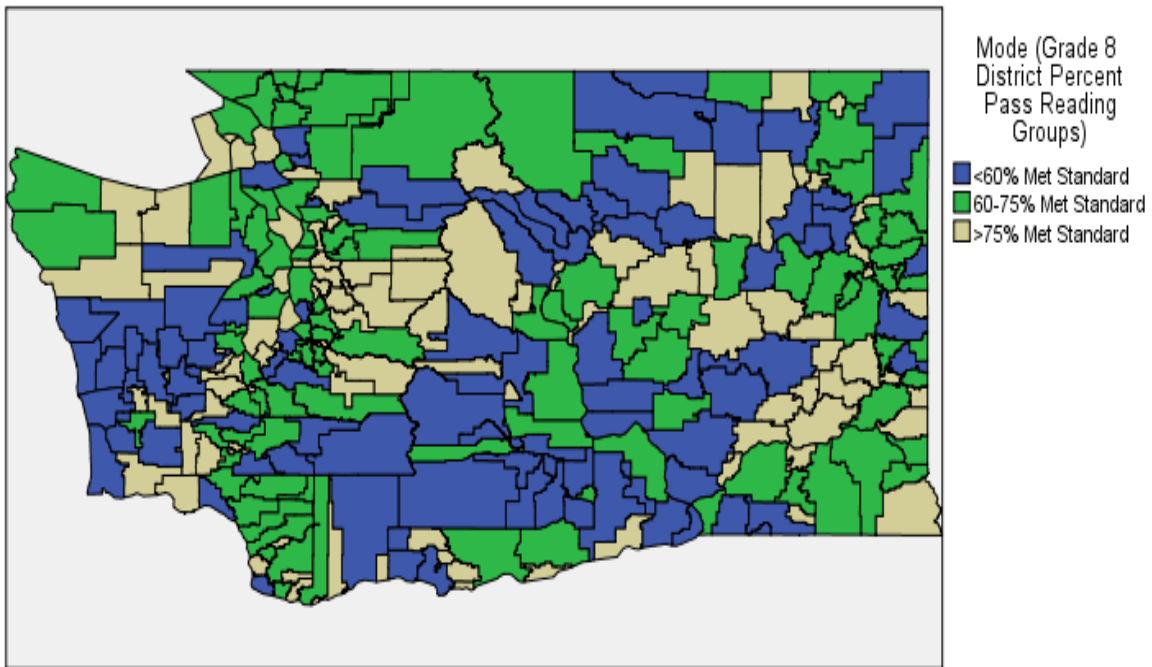 Mode (Grade 8
District Percent
Pass Reading
Groups)
<60% Met Standard
60-75% Met Standard
>75% Met Standard